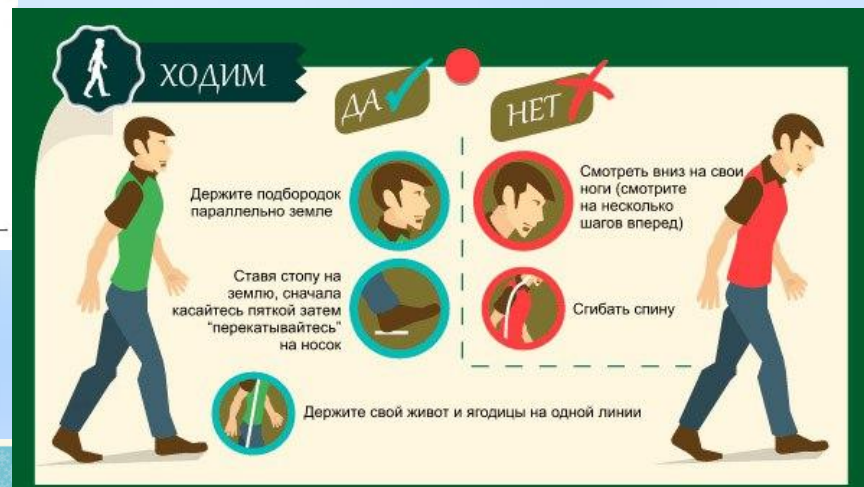 ХОДИМ
ДА
НЕТ
Держите подбородок
параллельно земле
Ставя стопу на
землю, сначала
касайтесь пяткой затем
"перекатывайтесь"
на носок
Держите свой живот и ягодицы на одной линии
Смотреть вниз на свои
ноги (смотрите
на несколько
шагов вперед)
Сгибать спину